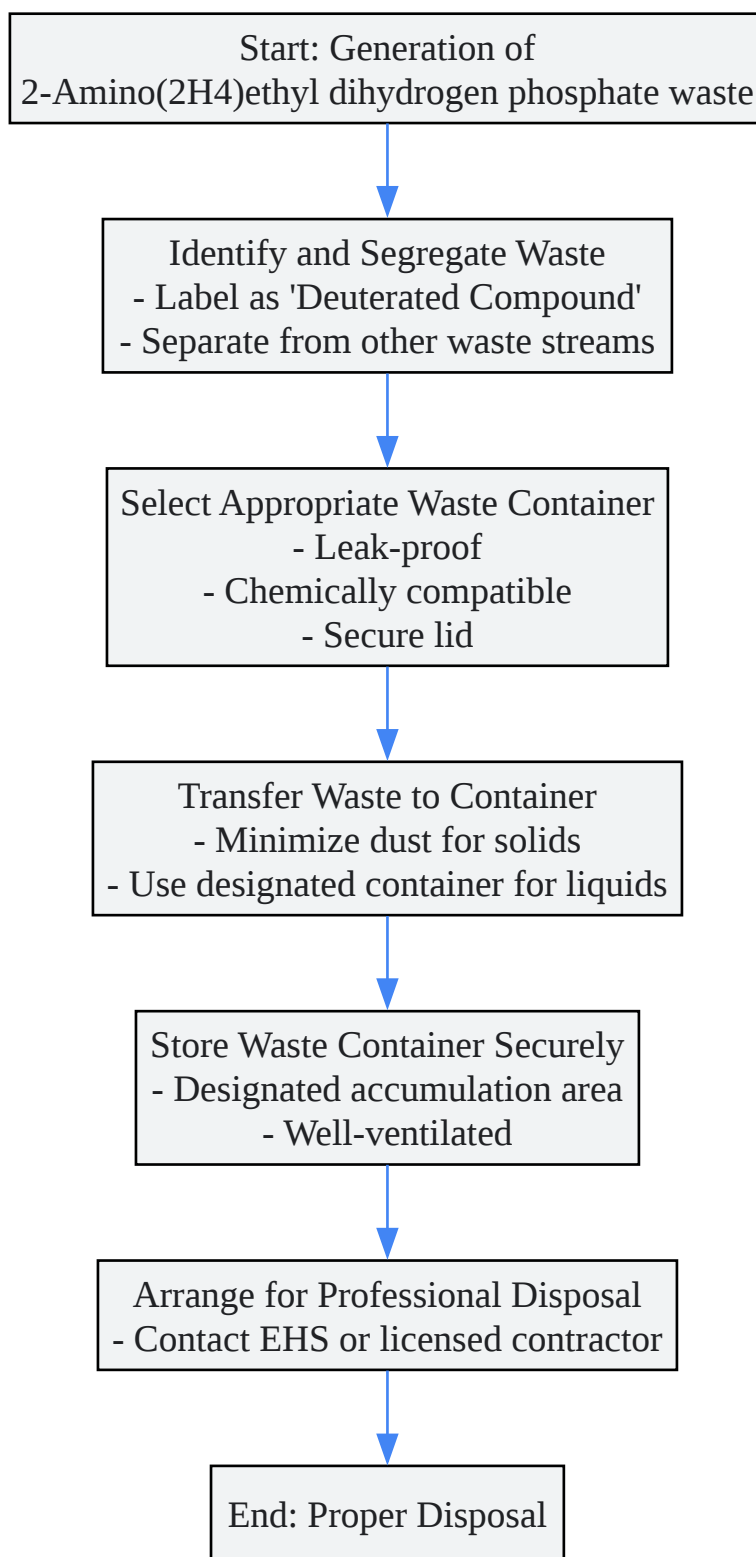 Start: Generation of
2-Amino(2H4)ethyl dihydrogen phosphate waste
Identify and Segregate Waste
- Label as 'Deuterated Compound'
- Separate from other waste streams
Select Appropriate Waste Container
- Leak-proof
- Chemically compatible
- Secure lid
Transfer Waste to Container
- Minimize dust for solids
- Use designated container for liquids
Store Waste Container Securely
- Designated accumulation area
- Well-ventilated
Arrange for Professional Disposal
- Contact EHS or licensed contractor
End: Proper Disposal